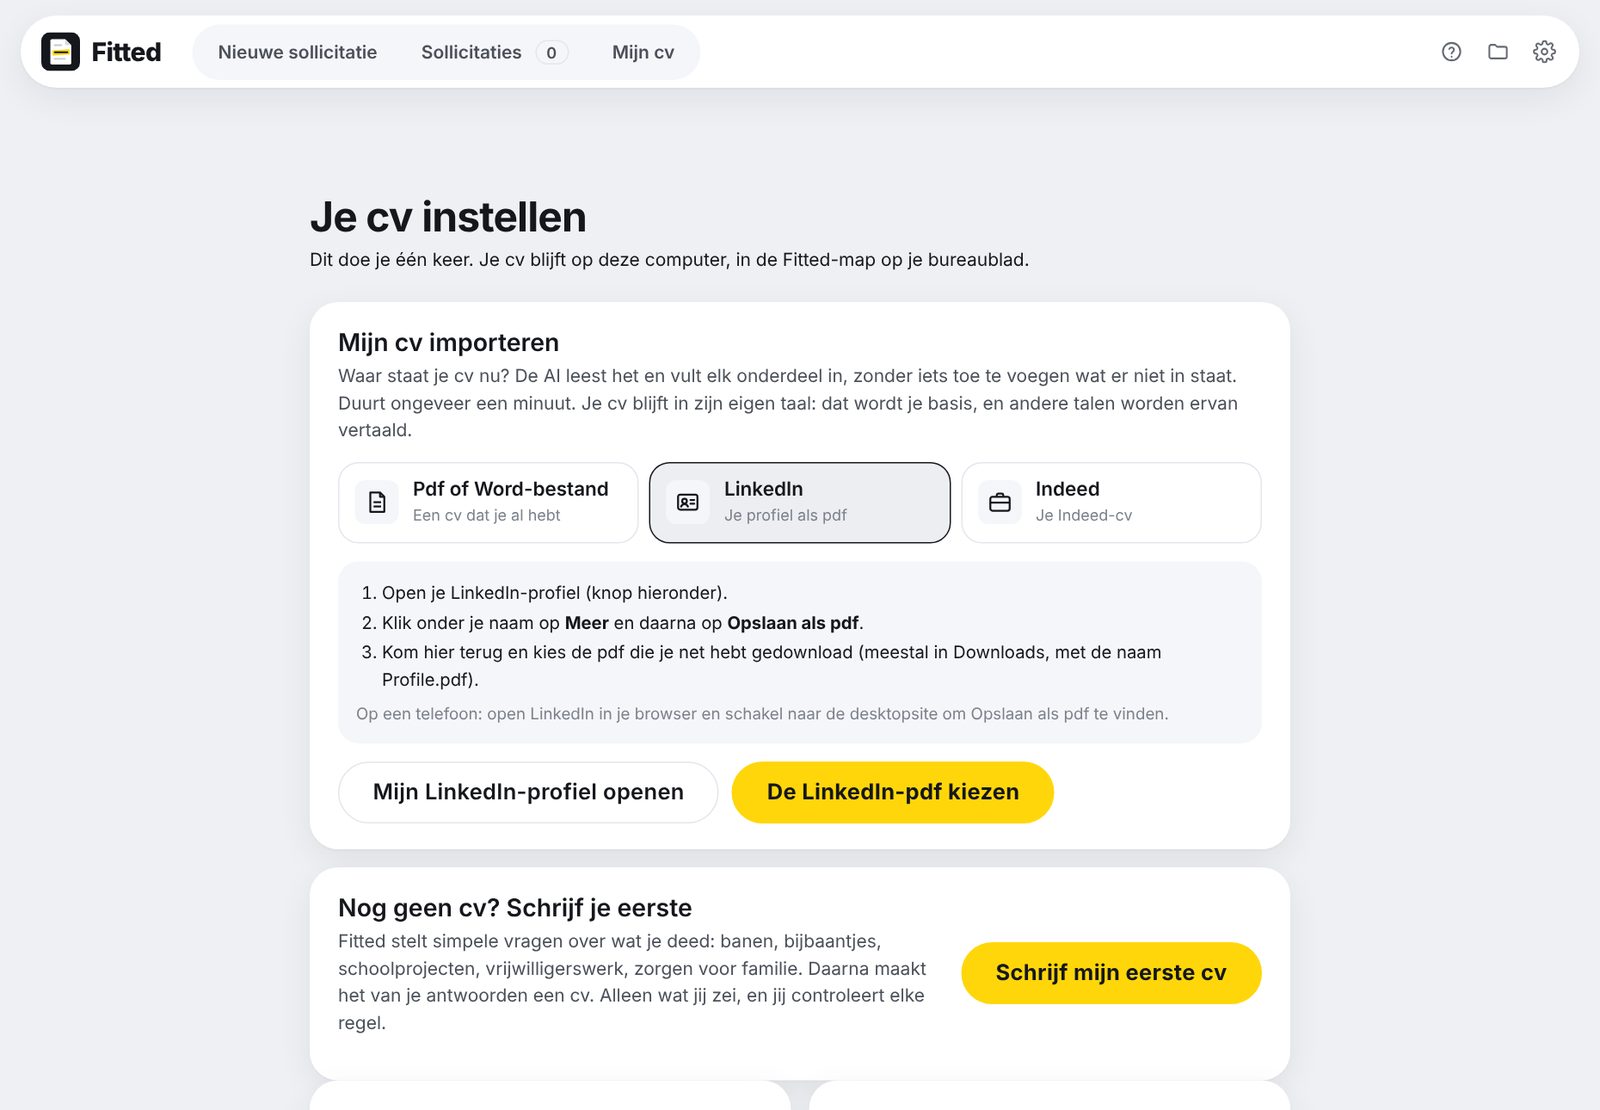 Fitted
Nieuwe sollicitatie
Sollicitaties 0
Mijn cv
Je cv instellen
Dit doe je één keer. Je cv blijft op deze computer, in de Fitted-map op je bureaublad.
Mijn cv importeren
Waar staat je cv nu? De AI leest het en vult elk onderdeel in, zonder iets toe te voegen wat er niet in staat.
Duurt ongeveer een minuut. Je cv blijft in zijn eigen taal: dat wordt je basis, en andere talen worden ervan
vertaald.
Pdf of Word-bestand
Een cv dat je al hebt
LinkedIn
Je profiel als pdf
Indeed
Je Indeed-cv
1. Open je LinkedIn-profiel (knop hieronder).
2. Klik onder je naam op Meer en daarna op Opslaan als pdf.
3. Kom hier terug en kies de pdf die je net hebt gedownload (meestal in Downloads, met de naam
Profile.pdf).
Op een telefoon: open LinkedIn in je browser en schakel naar de desktopsite om Opslaan als pdf te vinden.
Mijn LinkedIn-profiel openen
De LinkedIn-pdf kiezen
Nog geen cv? Schrijf je eerste
Fitted stelt simpele vragen over wat je deed: banen, bijbaantjes,
schoolprojecten, vrijwilligerswerk, zorgen voor familie. Daarna maakt
het van je antwoorden een cv. Alleen wat jij zei, en jij controleert elke
regel.
Schrijf mijn eerste cv